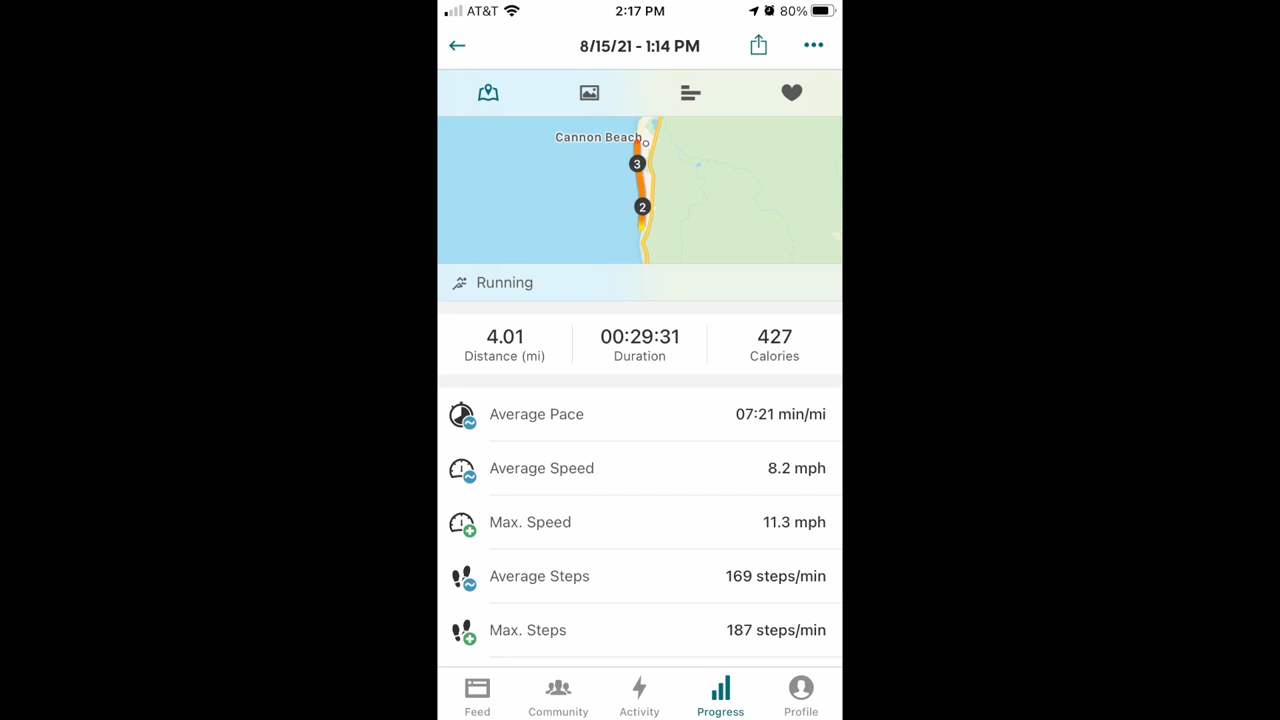 AT&T 2:17 PM 80%
8/15/21 - 1:14 PM
Cannon Beach
3
2
Running
4.01 00:29:31 427
Distance (mi) Duration Calories
Average Pace 07:21 min/mi
Average Speed 8.2 mph
Max. Speed 11.3 mph
Average Steps 169 steps/min
Max. Steps 187 steps/min
Feed Community Activity Progress Profile